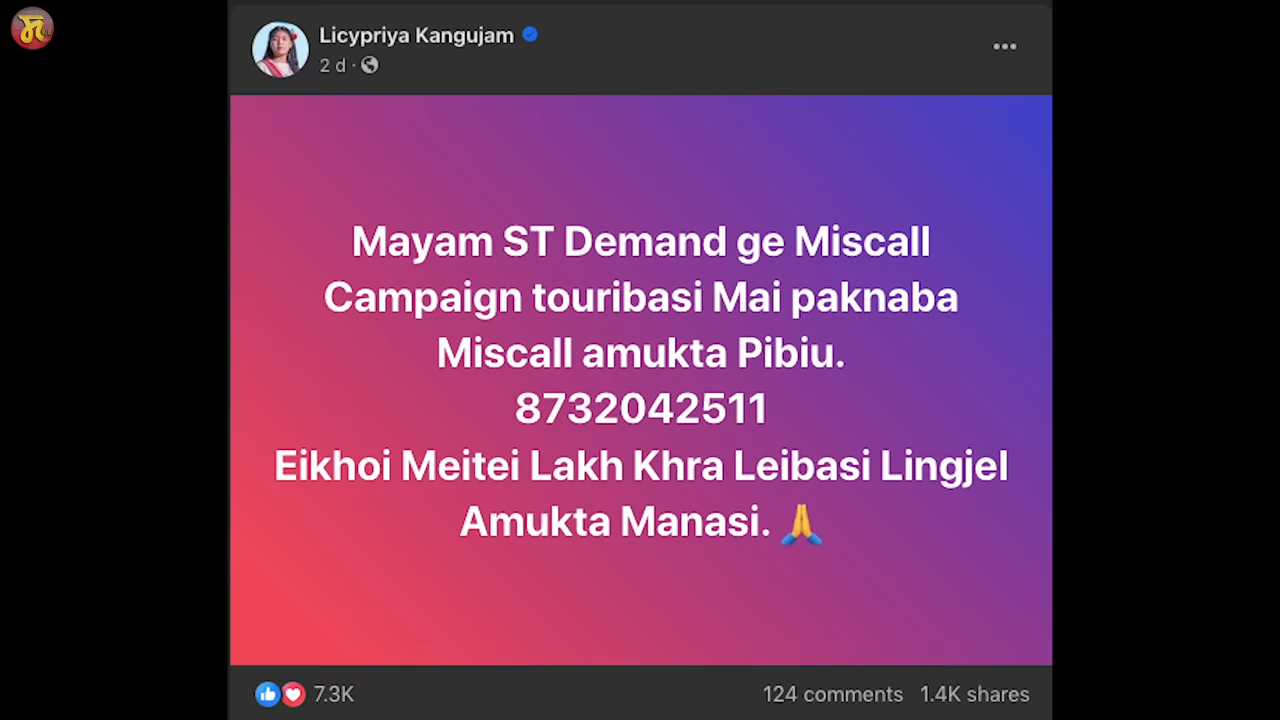 Licypriya Kangujam
2 d ·
Mayam ST Demand ge Miscall
Campaign touribasi Mai paknaba
Miscall amukta Pibiu.
8732042511
Eikhoi Meitei Lakh Khra Leibasi Lingjel
Amukta Manasi. 🙏
7.3K 124 comments 1.4K shares